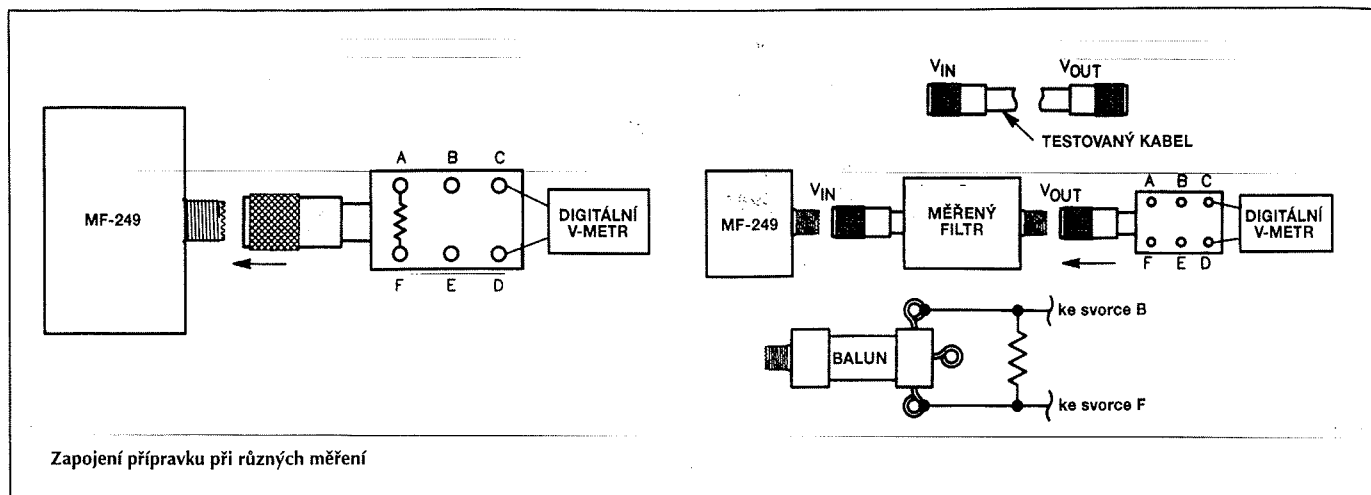 MF-249
A B C
F E D
DIGITÁLNÍ
V-METR
VIN
VOUT
TESTOVANÝ KABEL
MF-249
VIN
MĚŘENÝ
FILTR
VOUT
A B C
F E D
DIGITÁLNÍ
V-METR
BALUN
ke svorce B
ke svorce F
Zapojení přípravku při různých měření